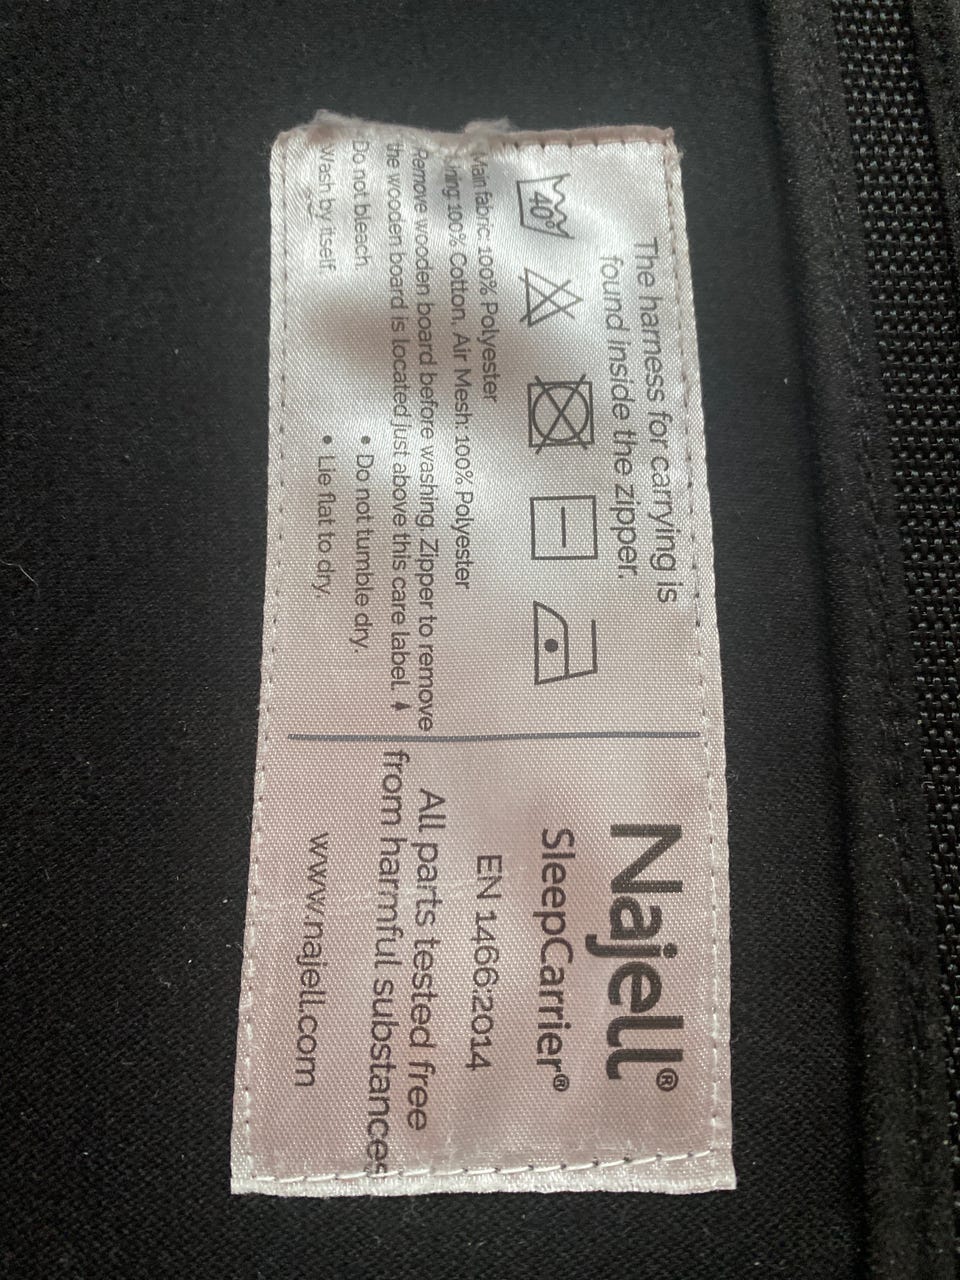 The harness for carrying is
found inside the zipper.
40°
Main fabric: 100% Polyester
Lining: 100% Cotton, Air Mesh: 100% Polyester
Remove wooden board before washing. Zipper to remove
the wooden board is located just above this care label.
Do not bleach.
• Do not tumble dry.
Wash by itself.
• Lie flat to dry.
Najell®
SleepCarrier®
EN 1466:2014
All parts tested free
from harmful substances
www.najell.com